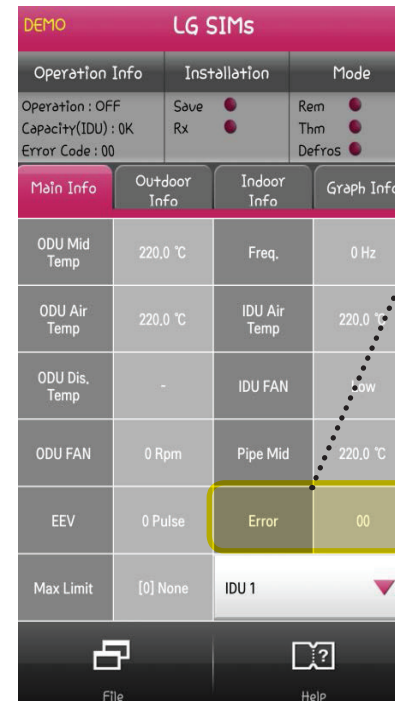 DEMO LG SIMs
Operation Info Installation Mode
Operation : OFF Save Rem
Capacity(IDU) : 0K Rx Thm
Error Code : 00 Defros
Main Info Outdoor Info Indoor Info Graph Info
ODU Mid Temp 220,0 ℃ Freq, 0 Hz
ODU Air Temp 220,0 ℃ IDU Air Temp 220,0 ℃
ODU Dis, Temp - IDU FAN Low
ODU FAN 0 Rpm Pipe Mid 220,0 ℃
EEV 0 Pulse Error 00
Max Limit [0] None IDU 1
File ? Help